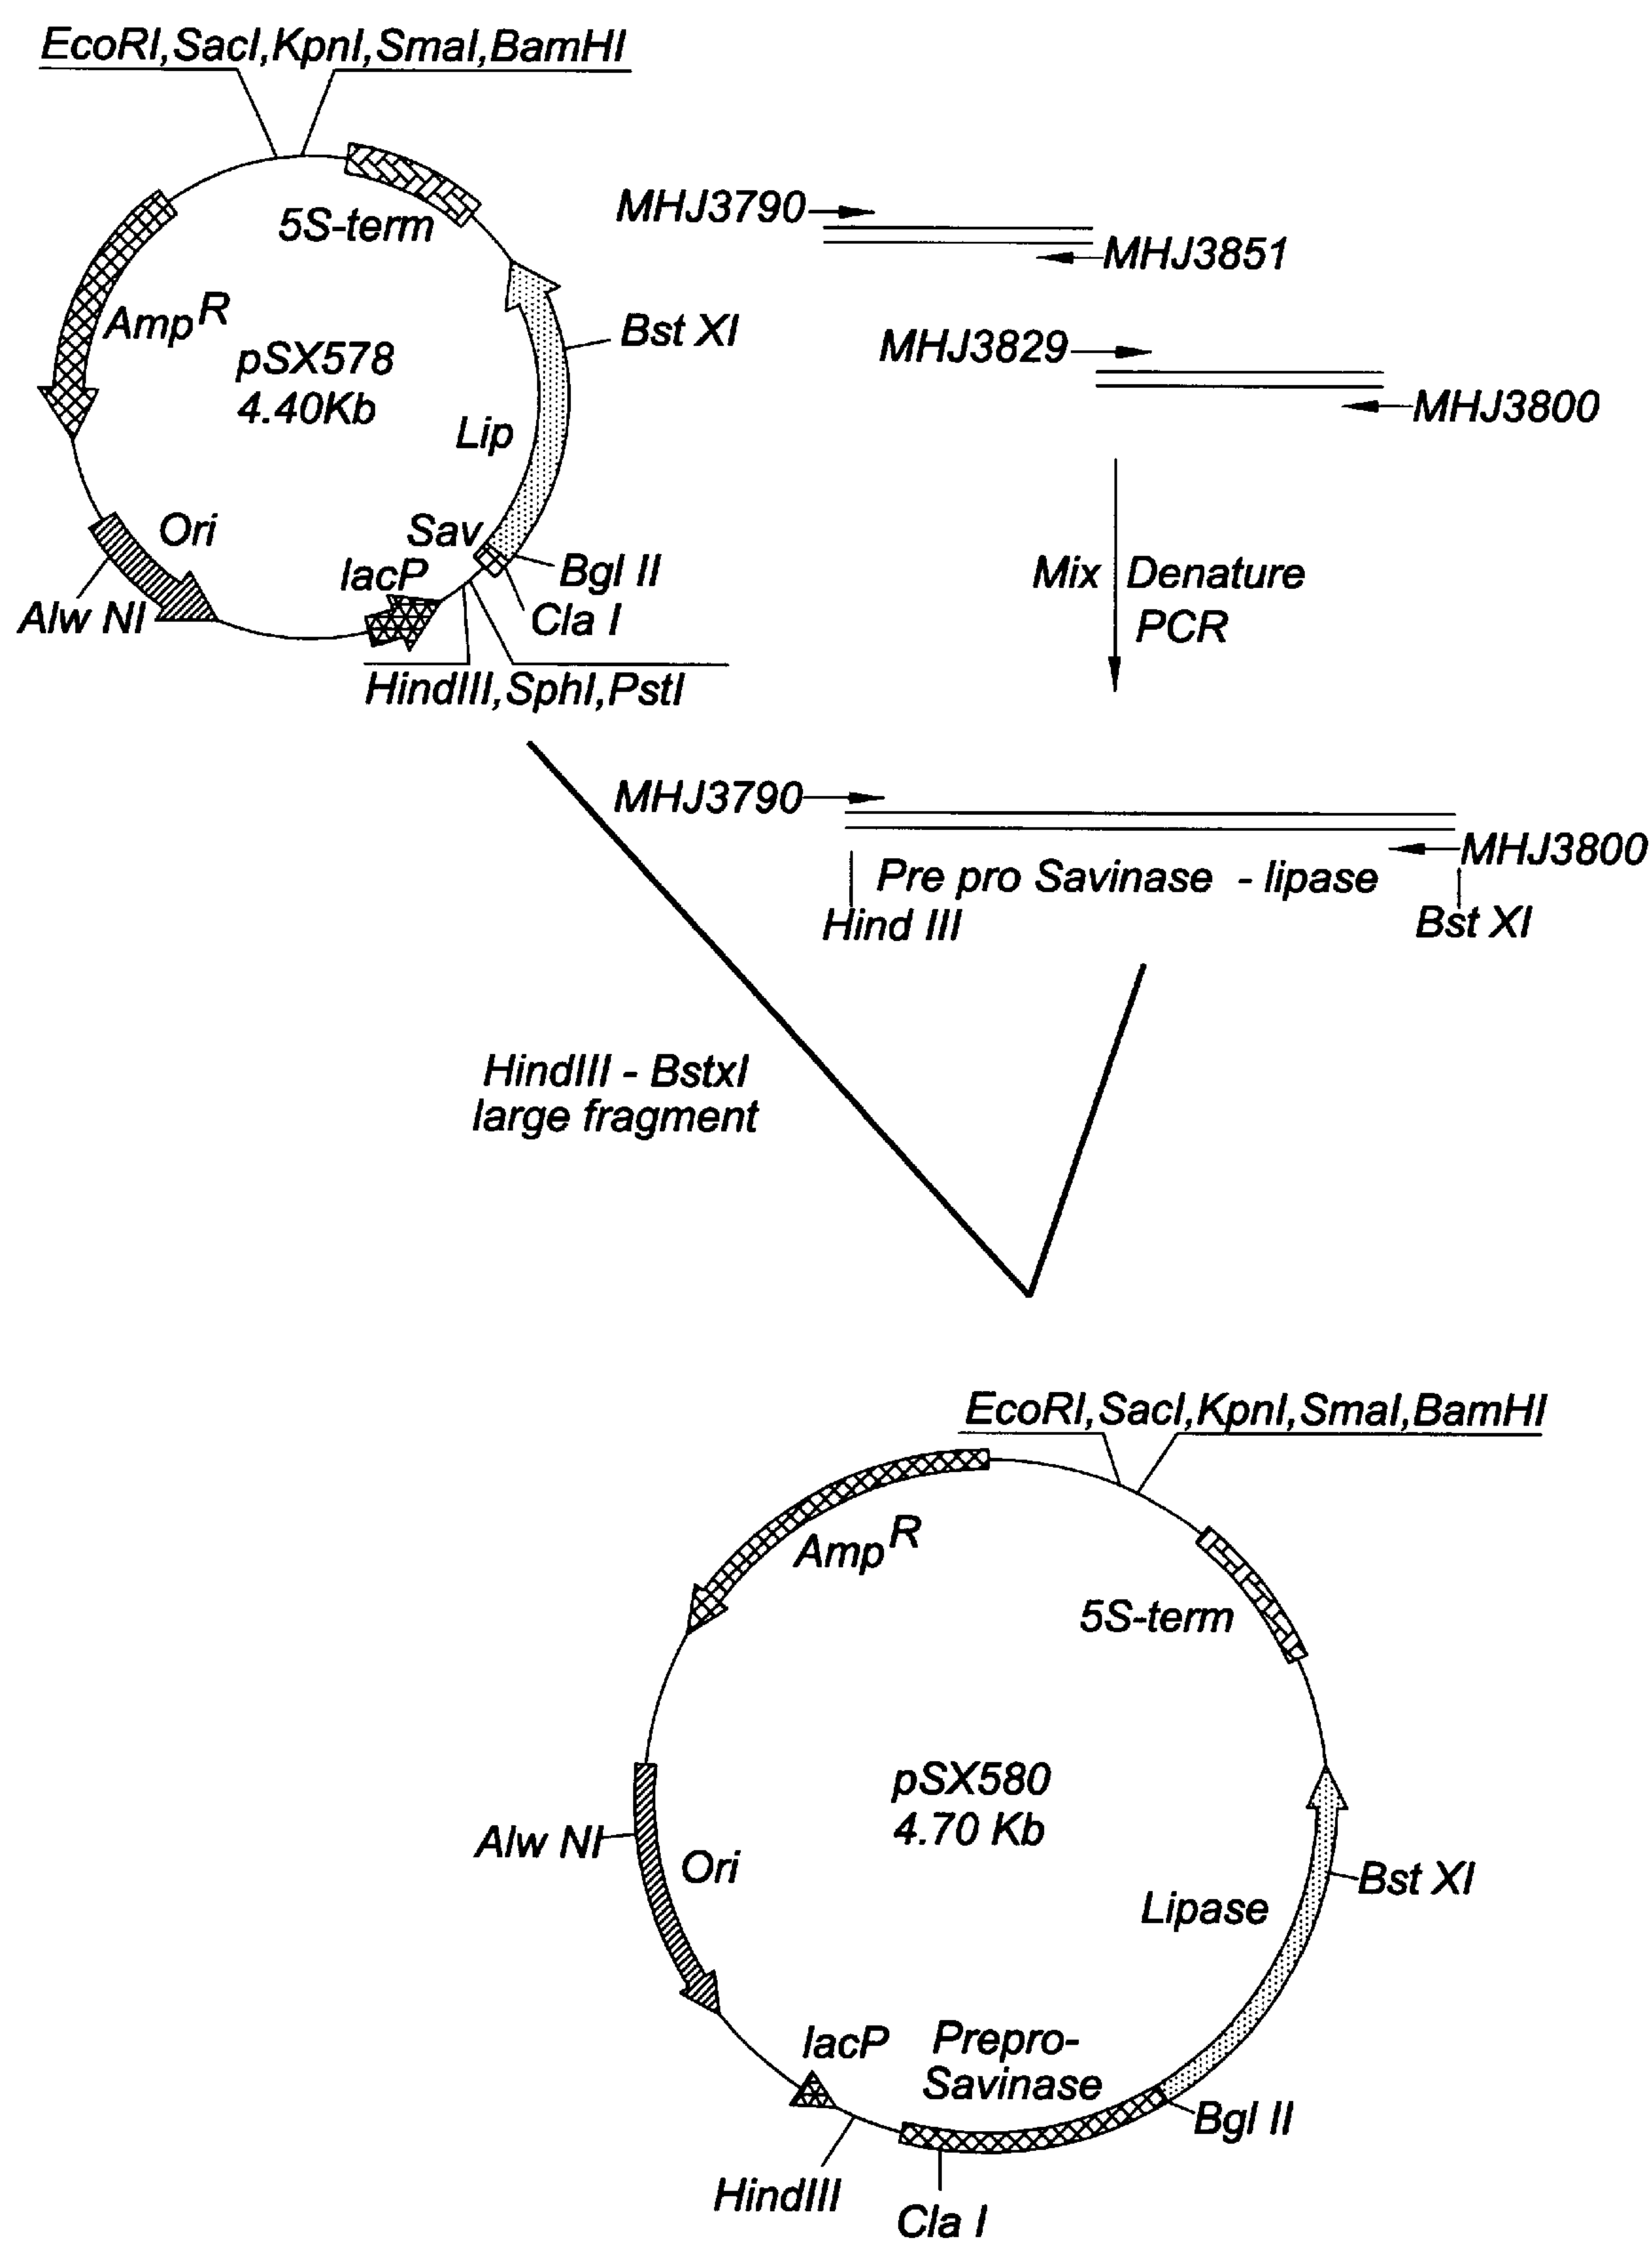 EcoRI,SacI,KpnI,SmaI,BamHI
5S-term
Amp R
pSX578
4.40Kb
Bst XI
Lip
Ori
Sav
lacP
Bgl II
Alw NI
Cla I
HindIII,SphI,PstI
MHJ3790
MHJ3851
MHJ3829
MHJ3800
Mix Denature
PCR
MHJ3790
MHJ3800
Pre pro Savinase - lipase
Hind III
Bst XI
HindIII - BstxI
large fragment
EcoRI,SacI,KpnI,SmaI,BamHI
Amp R
5S-term
pSX580
4.70 Kb
Alw NI
Ori
Bst XI
Lipase
lacP
Prepro-
Savinase
Bgl II
HindIII
Cla I